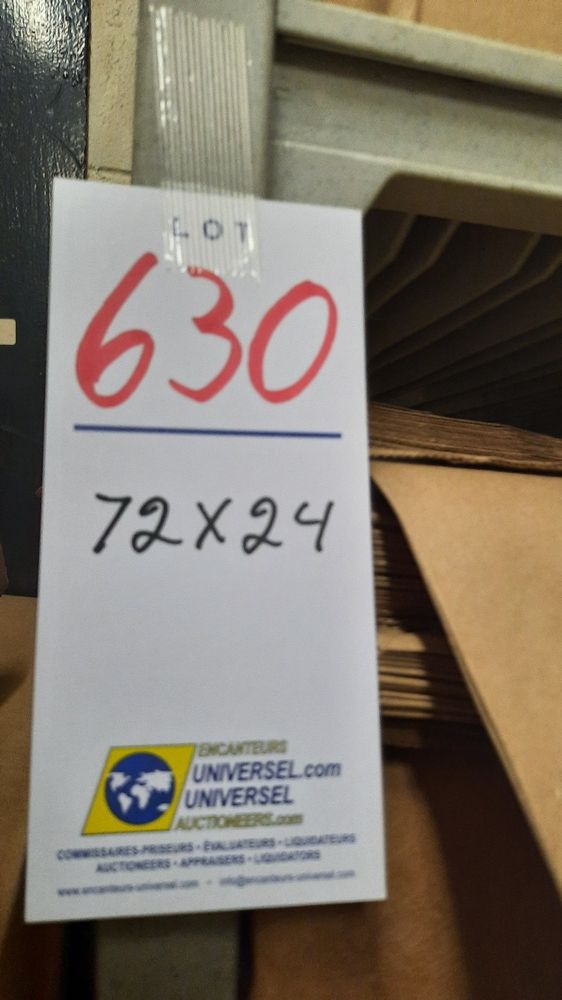 LOT
630
72X24
ENCANTEURS
UNIVERSEL.com
UNIVERSEL
AUCTIONEERS.com
COMMISSAIRES-PRISEURS • ÉVALUATEURS • LIQUIDATEURS
AUCTIONEERS • APPRAISERS • LIQUIDATORS
www.encanteurs-universel.com • info@encanteurs-universel.com